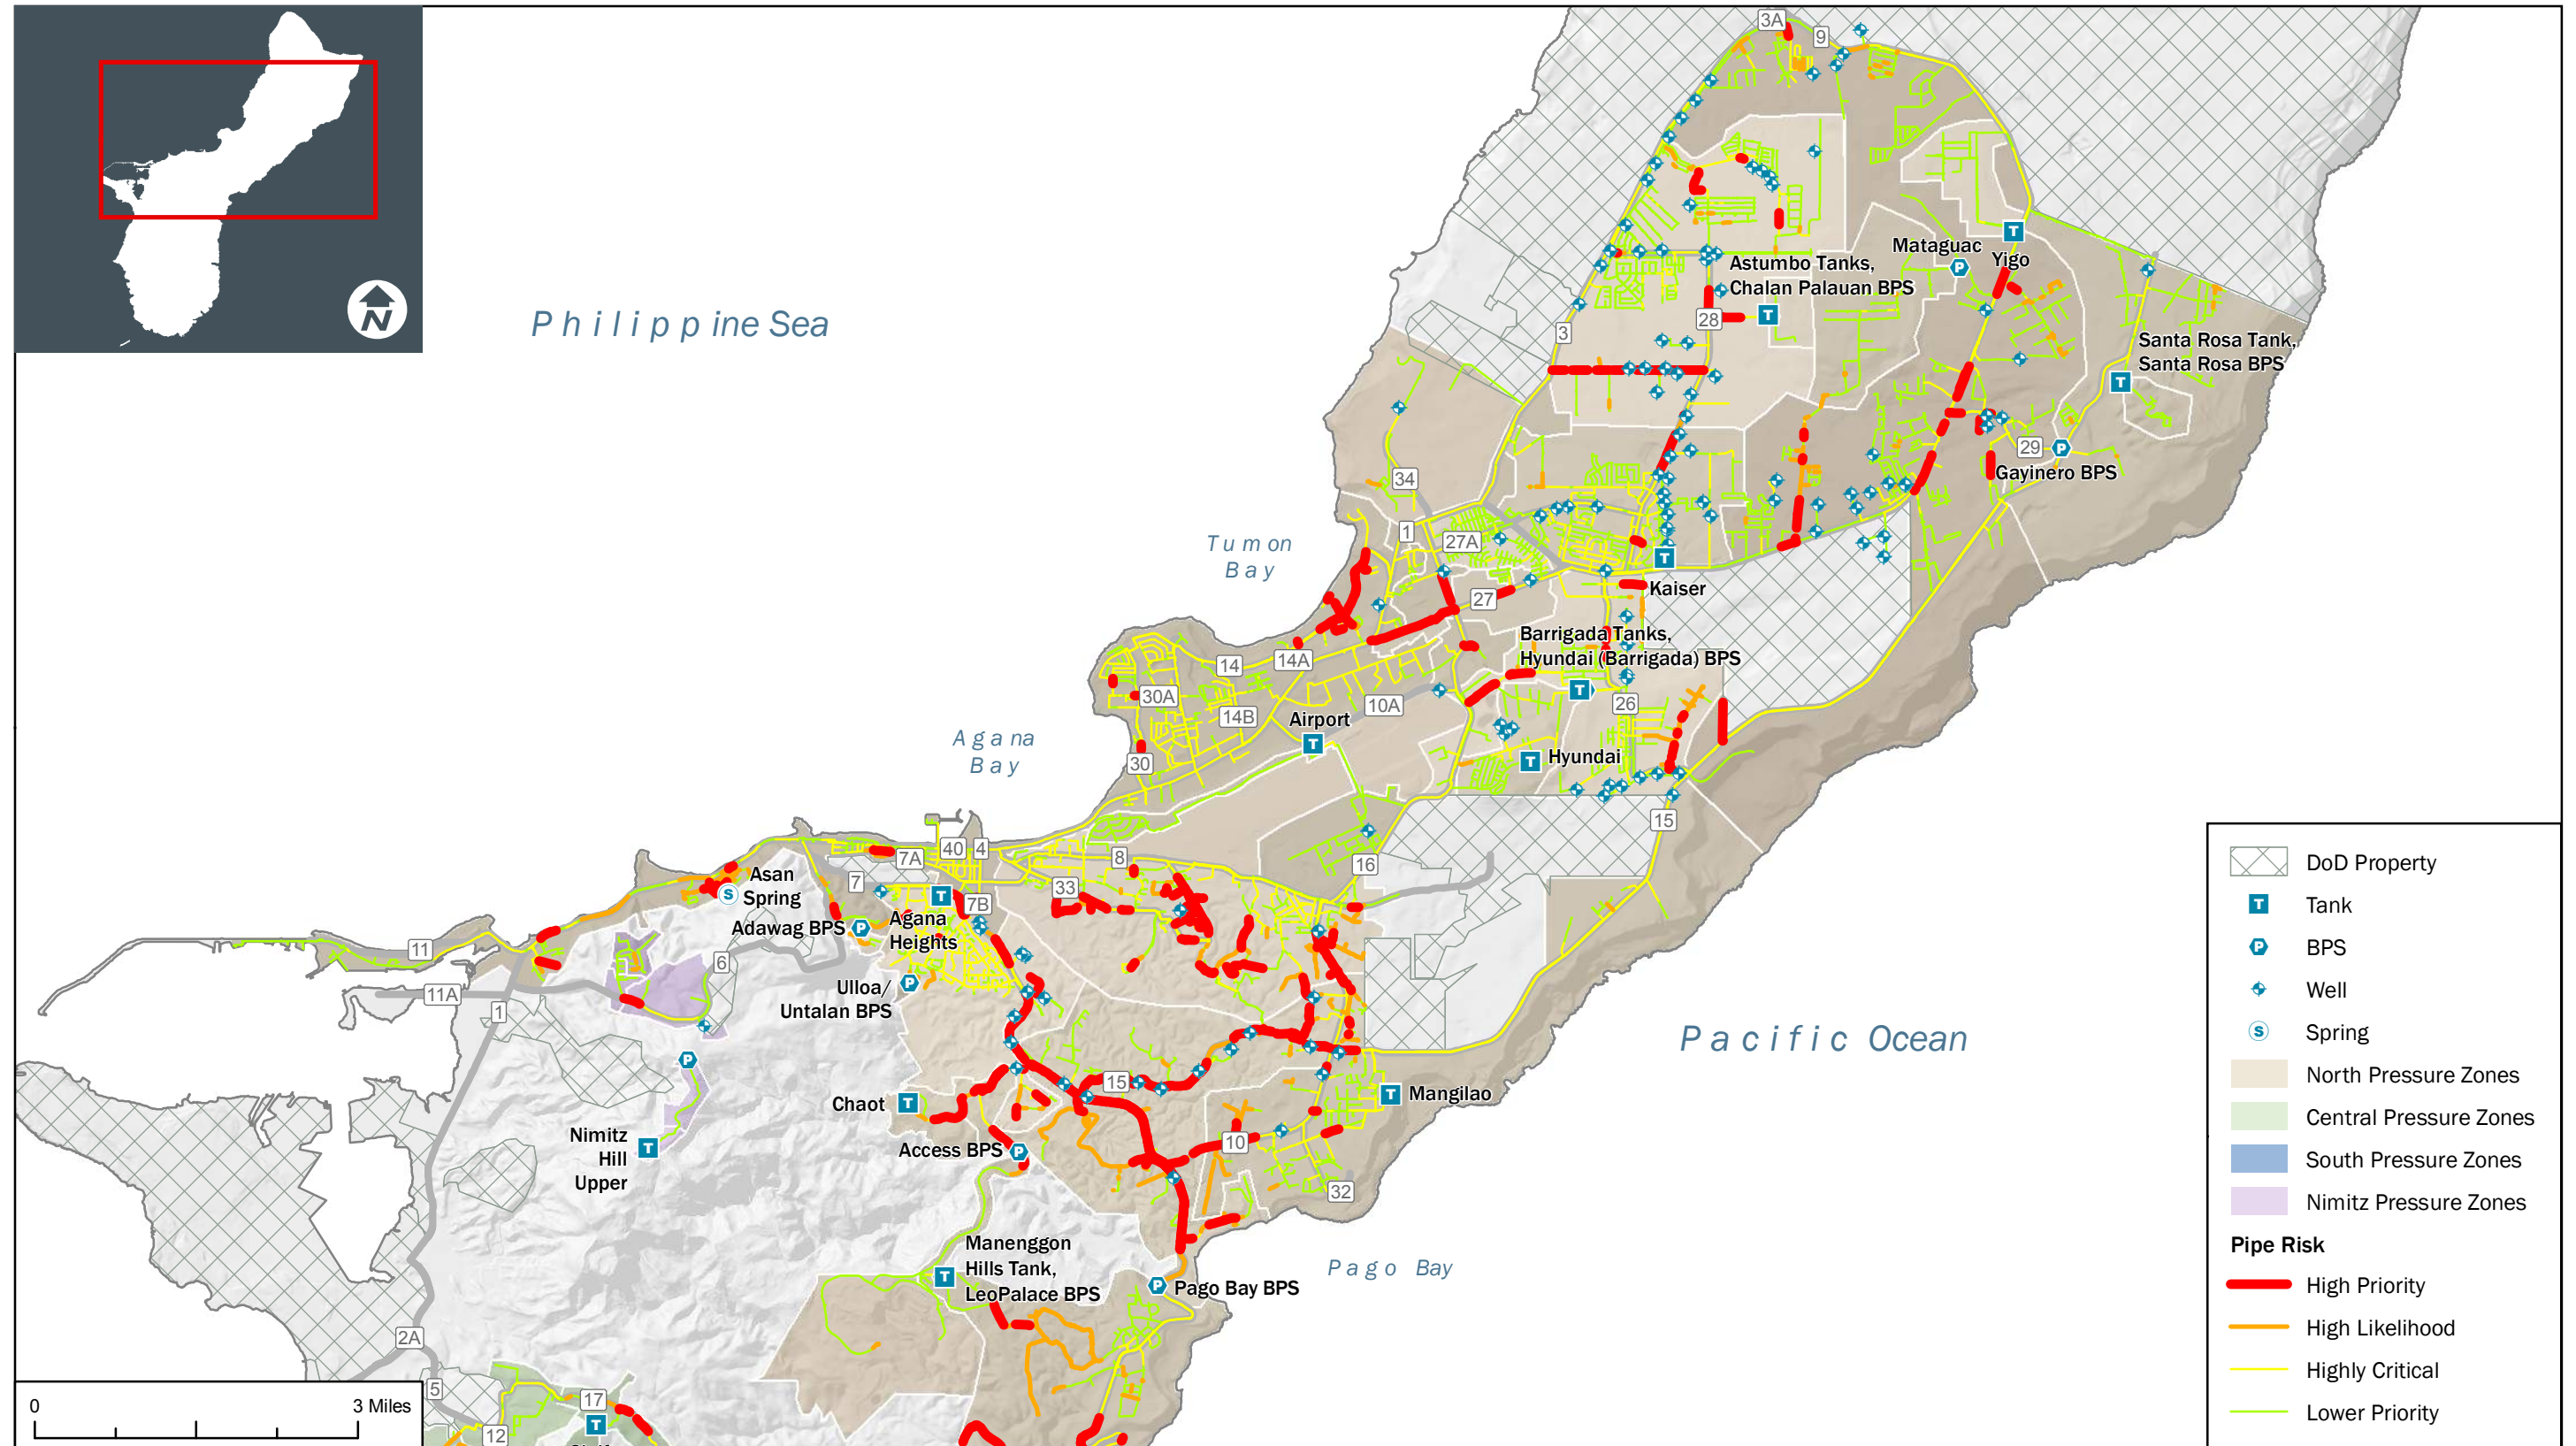 N
Philippine Sea
3A
9
Mataguac
Yigo
Astumbo Tanks,
Chalan Palauan BPS
3
28
Santa Rosa Tank,
Santa Rosa BPS
29
Gayinero BPS
34
1
27A
Tumon
Bay
27
Kaiser
Barrigada Tanks,
Hyundai (Barrigada) BPS
14
14A
30A
14B
10A
26
Airport
Agana
Bay
30
Hyundai
15
40
4
7A
8
16
Asan
Spring
7
33
7B
Adawag BPS
Agana
Heights
11
6
11A
1
Ulloa/
Untalan BPS
Pacific Ocean
15
Chaot
Mangilao
Nimitz
Hill
Upper
Access BPS
10
32
Manenggon
Hills Tank,
LeoPalace BPS
Pago Bay
Pago Bay BPS
2A
5
17
12
0
3 Miles
DoD Property
T
Tank
P
BPS
Well
S
Spring
North Pressure Zones
Central Pressure Zones
South Pressure Zones
Nimitz Pressure Zones
Pipe Risk
High Priority
High Likelihood
Highly Critical
Lower Priority